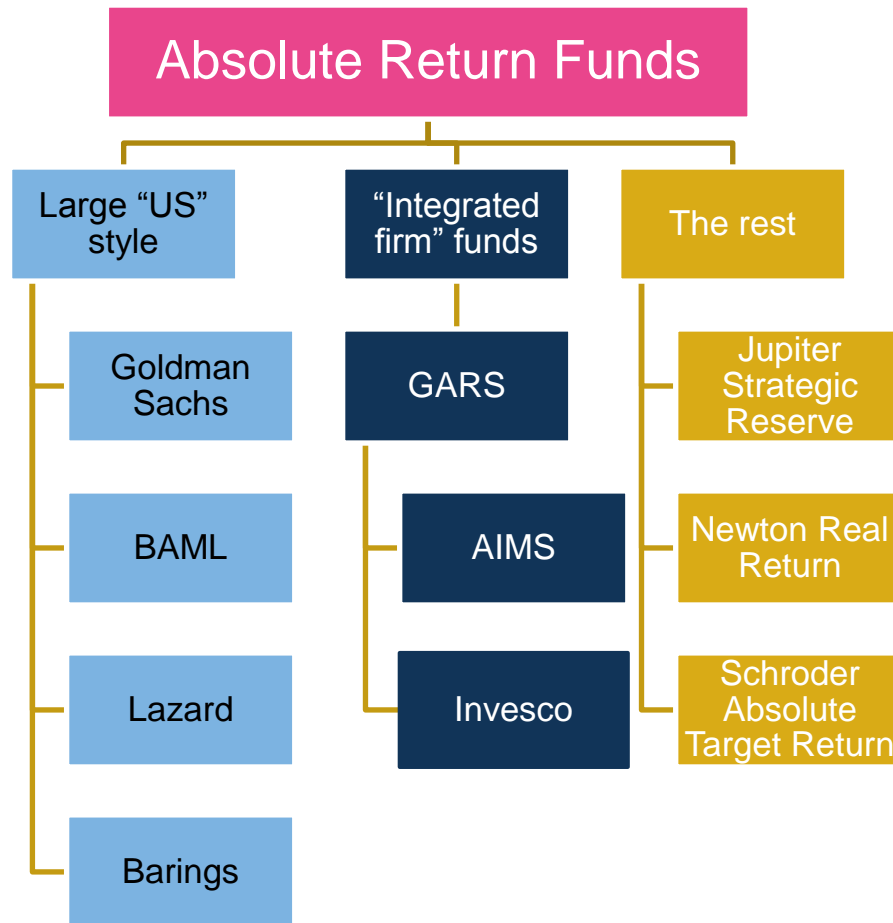 Absolute Return Funds
Large “US”
style
“Integrated
firm” funds
The rest
Goldman
Sachs
BAML
Lazard
Barings
GARS
AIMS
Invesco
Jupiter
Strategic
Reserve
Newton Real
Return
Schroder
Absolute
Target Return